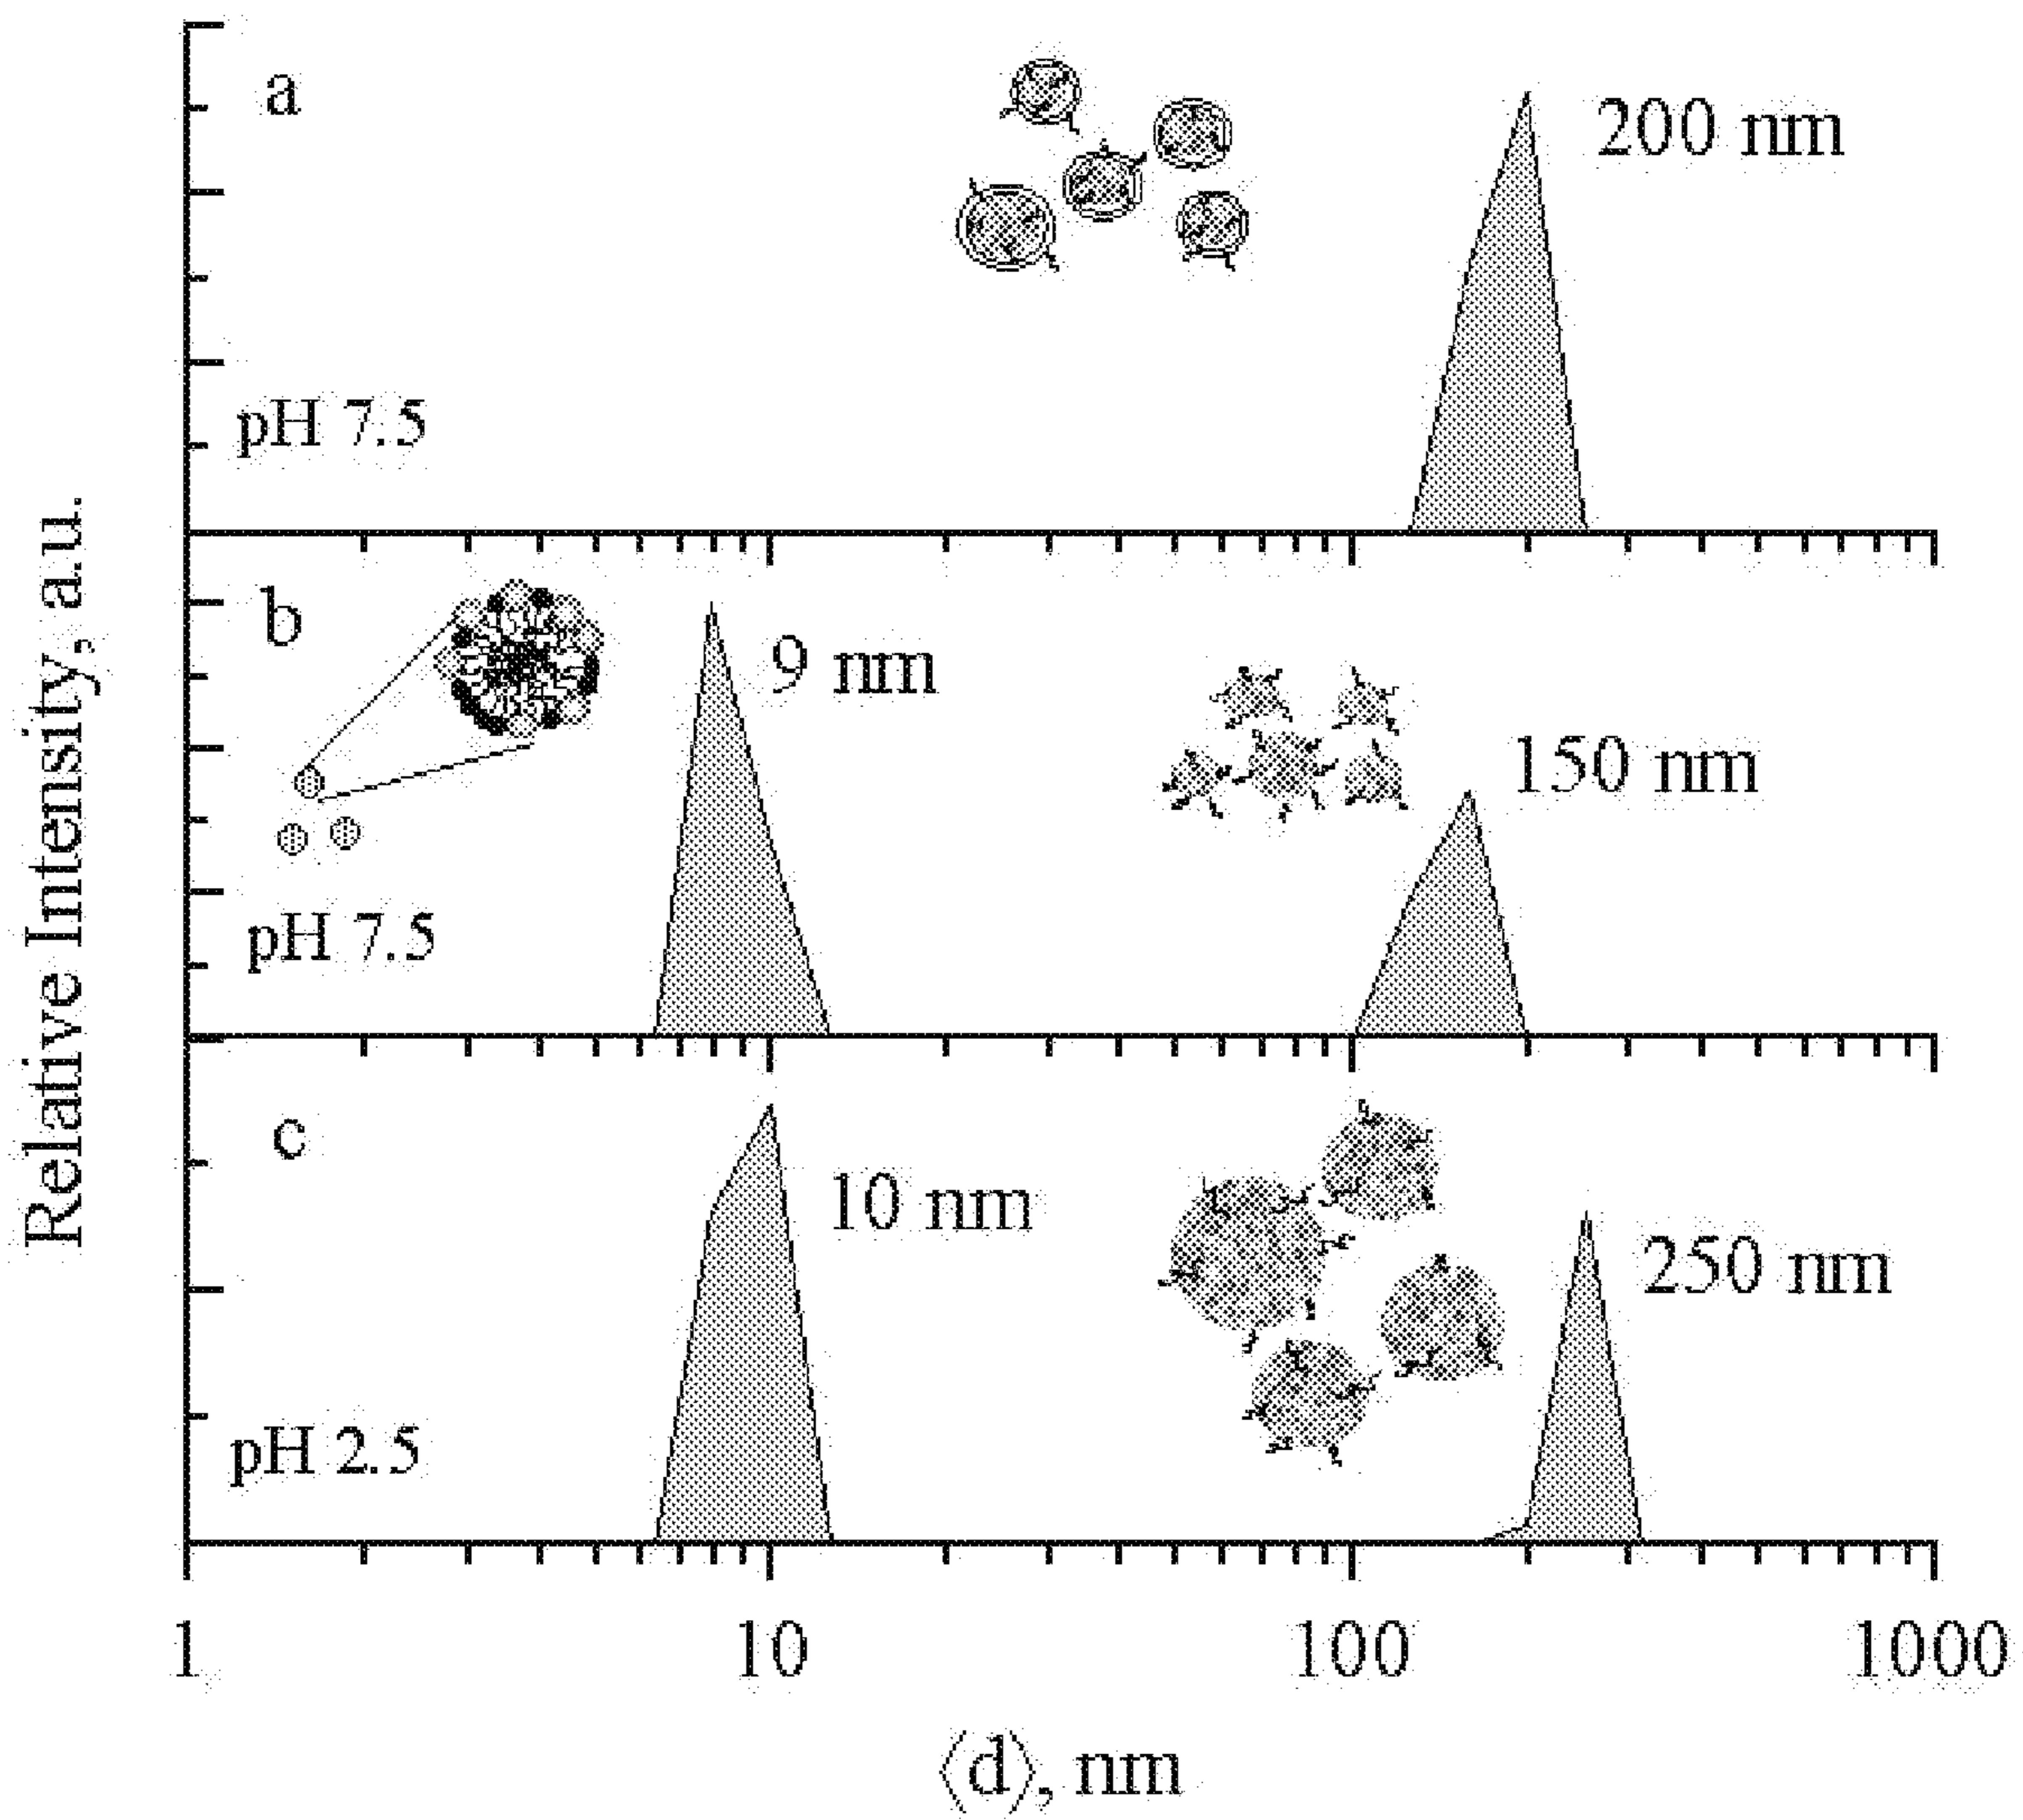 a
200 nm
pH 7.5
b
9 nm
150 nm
pH 7.5
c
10 nm
250 nm
pH 2.5
Relative Intensity, a.u.
1 10 100 1000
⟨d⟩, nm